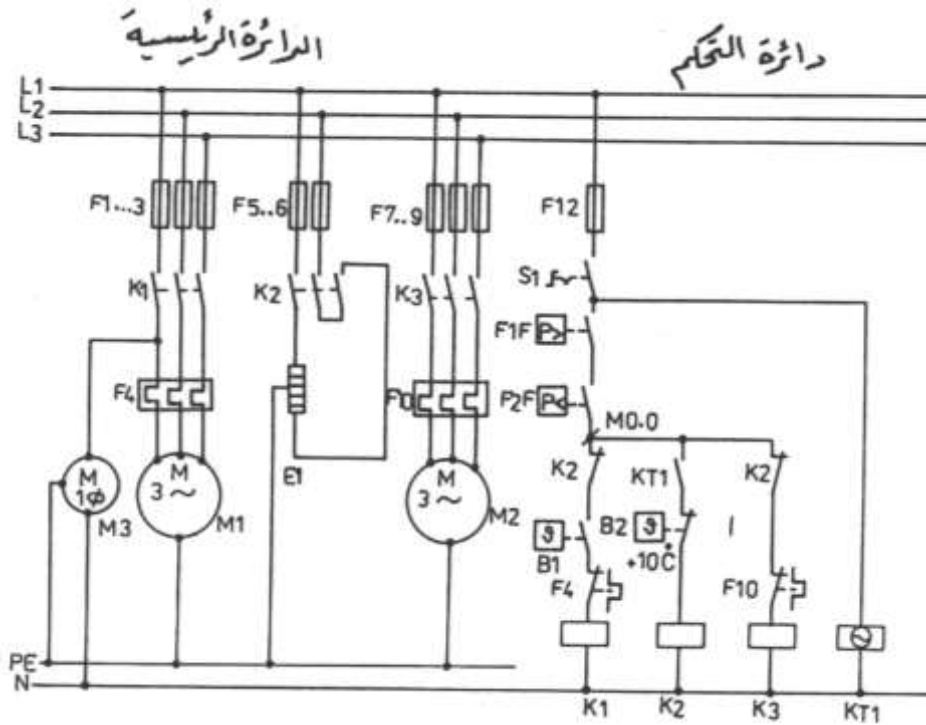 الدائرة الرئيسية
دائرة التحكم
L1
L2
L3
F1...3
F5..6
F7..9
F12
S1
K1
K2
K3
F1F P>
F4
F2F P<
M0.0
K2
KT1
K2
E1
M
1φ
M3
M
3~
M1
M
3~
M2
ϑ
B1
B2 ϑ
+10°C
F4
F10
PE
N
K1
K2
K3
KT1